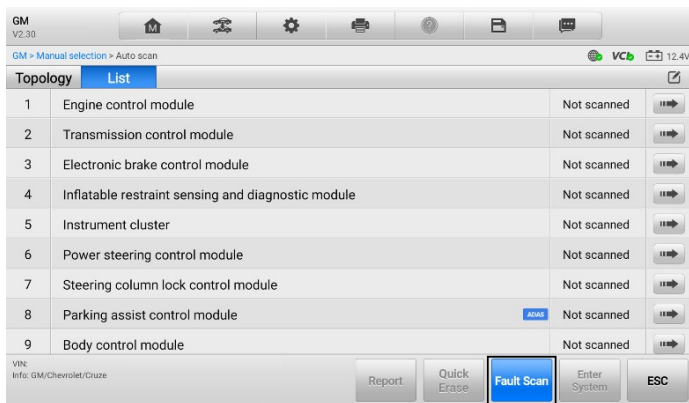 GM
V2.30
M
GM > Manual selection > Auto scan
VCI 12.4V
Topology List
1 Engine control module Not scanned
2 Transmission control module Not scanned
3 Electronic brake control module Not scanned
4 Inflatable restraint sensing and diagnostic module Not scanned
5 Instrument cluster Not scanned
6 Power steering control module Not scanned
7 Steering column lock control module Not scanned
8 Parking assist control module ADAS Not scanned
9 Body control module Not scanned
VIN:
Info: GM/Chevrolet/Cruze
Report Quick Erase Fault Scan Enter System ESC